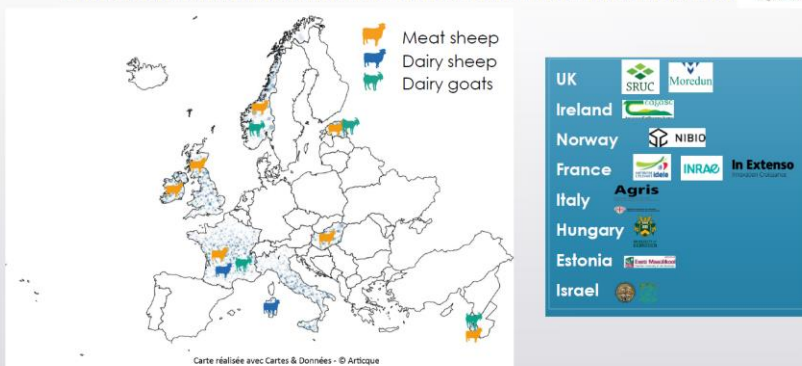 Meat sheep
Dairy sheep
Dairy goats
Carte réalisée avec Cartes & Données - © Articque
UK
SRUC
Moredun
Ireland
Norway
NIBIO
France
idele
INRAE
In Extenso
Italy
Agris
Hungary
Estonia
Israel